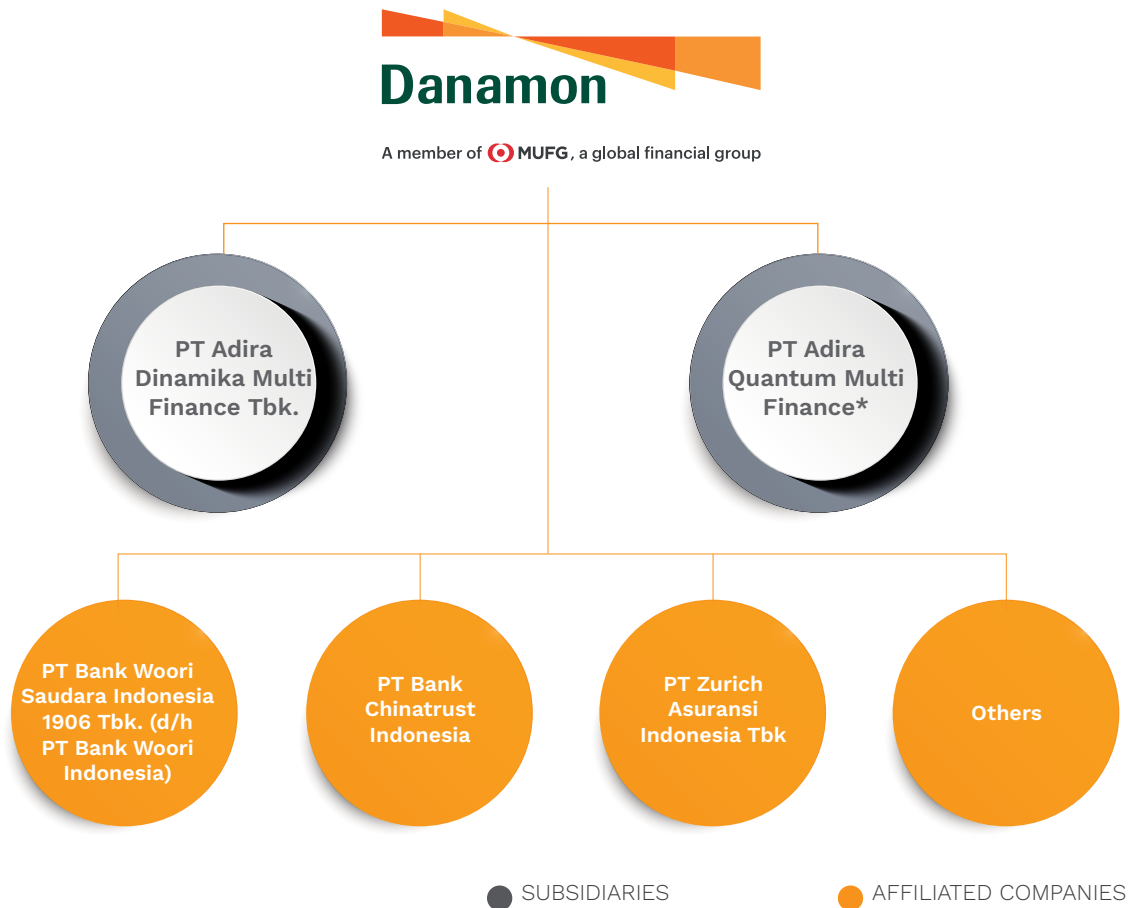 Danamon
A member of MUFG, a global financial group
PT Adira
Dinamika Multi
Finance Tbk.
PT Adira
Quantum Multi
Finance*
PT Bank Woori
Saudara Indonesia
1906 Tbk. (d/h
PT Bank Woori
Indonesia)
PT Bank
Chinatrust
Indonesia
PT Zurich
Asuransi
Indonesia Tbk
Others
SUBSIDIARIES
AFFILIATED COMPANIES